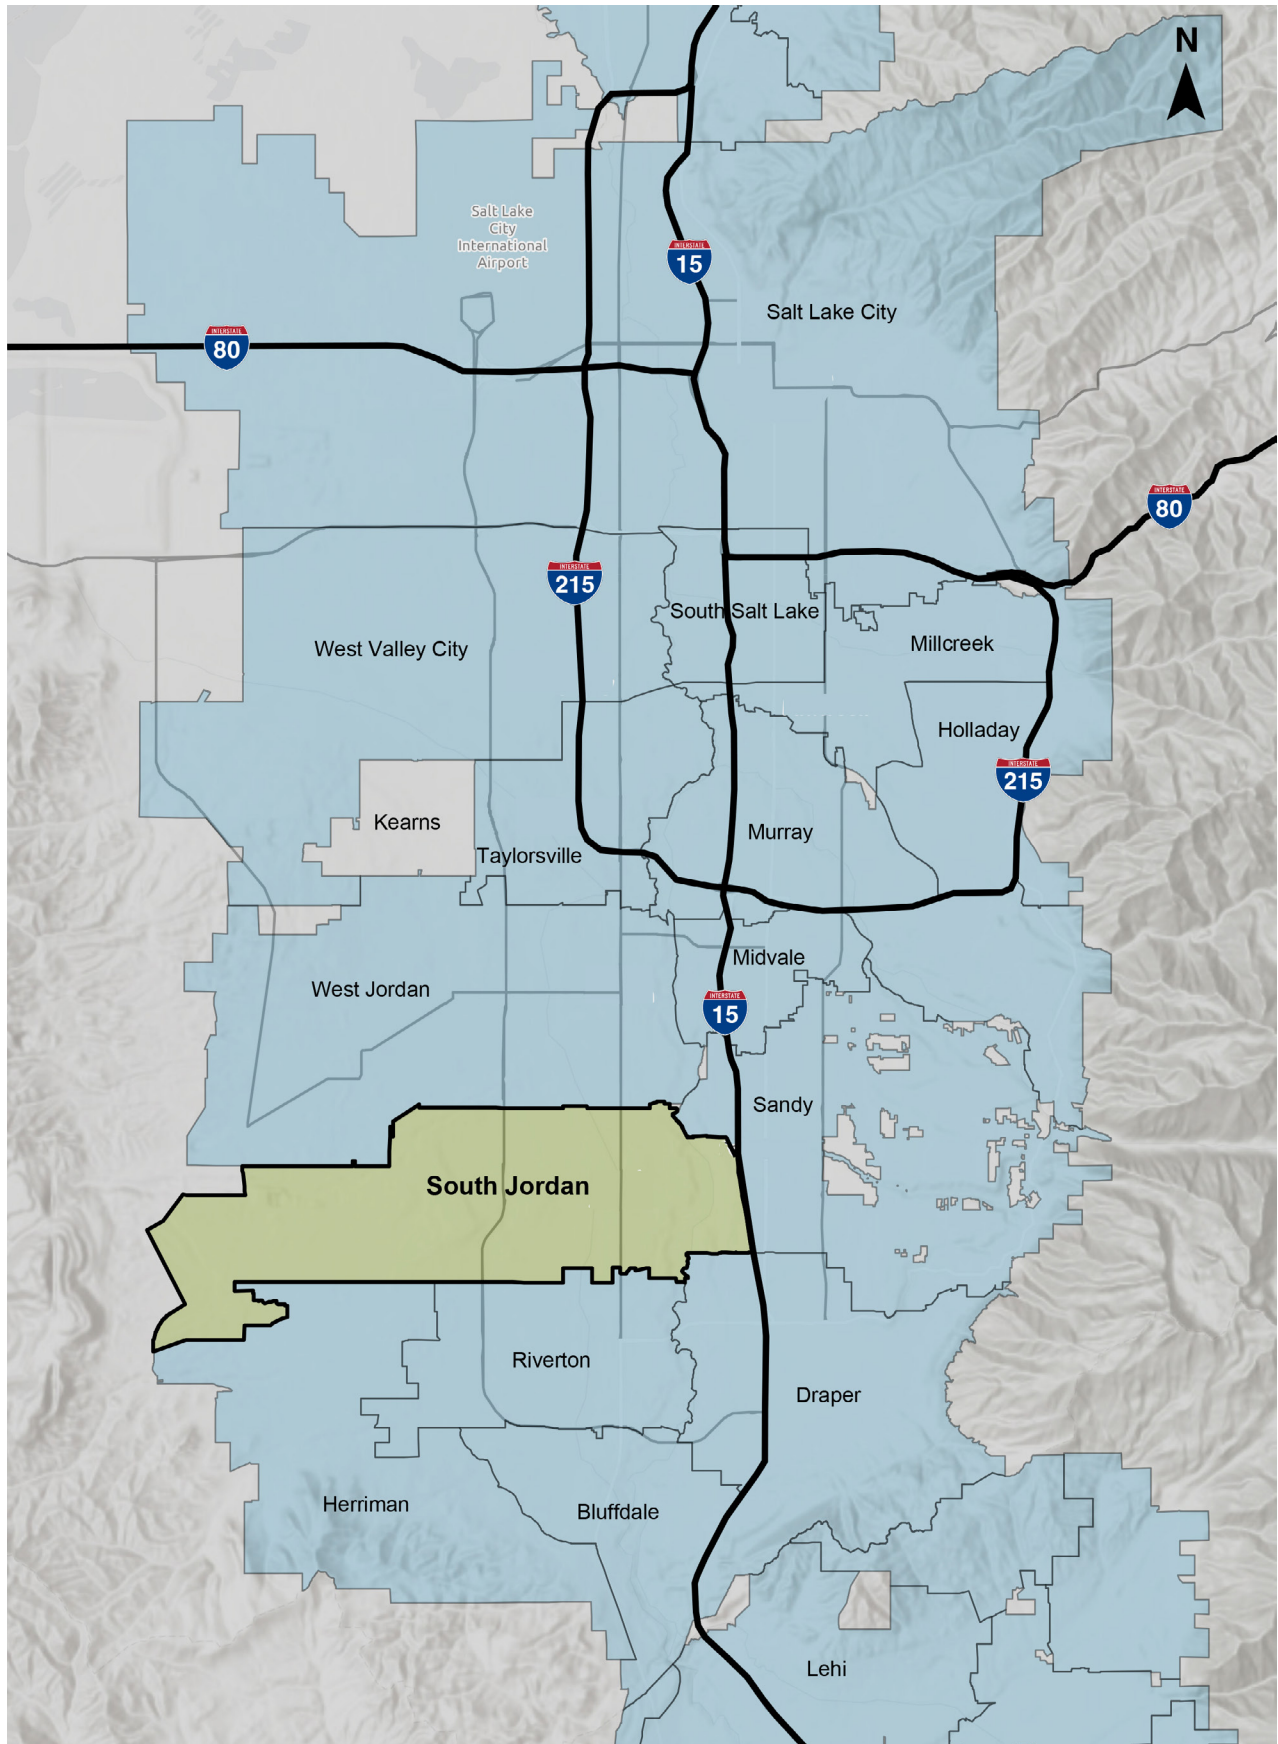 N
Salt Lake
City
International
Airport
INTERSTATE
15
Salt Lake City
INTERSTATE
80
INTERSTATE
80
INTERSTATE
215
South Salt Lake
West Valley City
Millcreek
Holladay
INTERSTATE
215
Kearns
Murray
Taylorsville
Midvale
West Jordan
INTERSTATE
15
Sandy
South Jordan
Riverton
Draper
Herriman
Bluffdale
Lehi